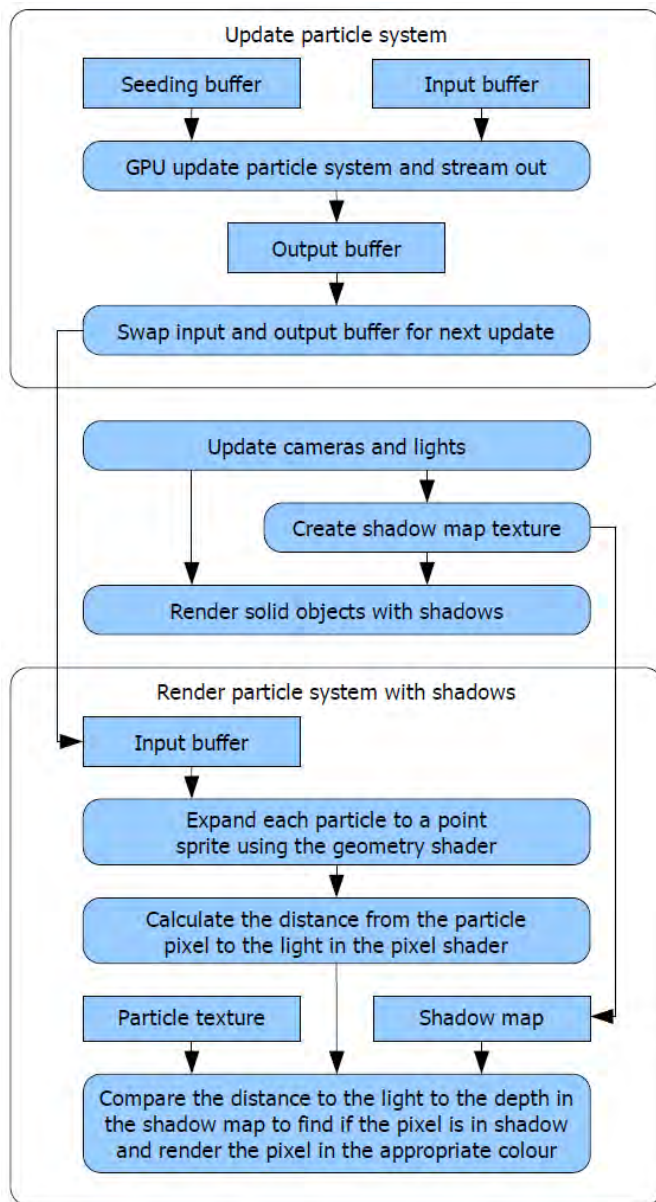 Update particle system
Seeding buffer
Input buffer
GPU update particle system and stream out
Output buffer
Swap input and output buffer for next update
Update cameras and lights
Create shadow map texture
Render solid objects with shadows
Render particle system with shadows
Input buffer
Expand each particle to a point
sprite using the geometry shader
Calculate the distance from the particle
pixel to the light in the pixel shader
Particle texture
Shadow map
Compare the distance to the light to the depth in
the shadow map to find if the pixel is in shadow
and render the pixel in the appropriate colour